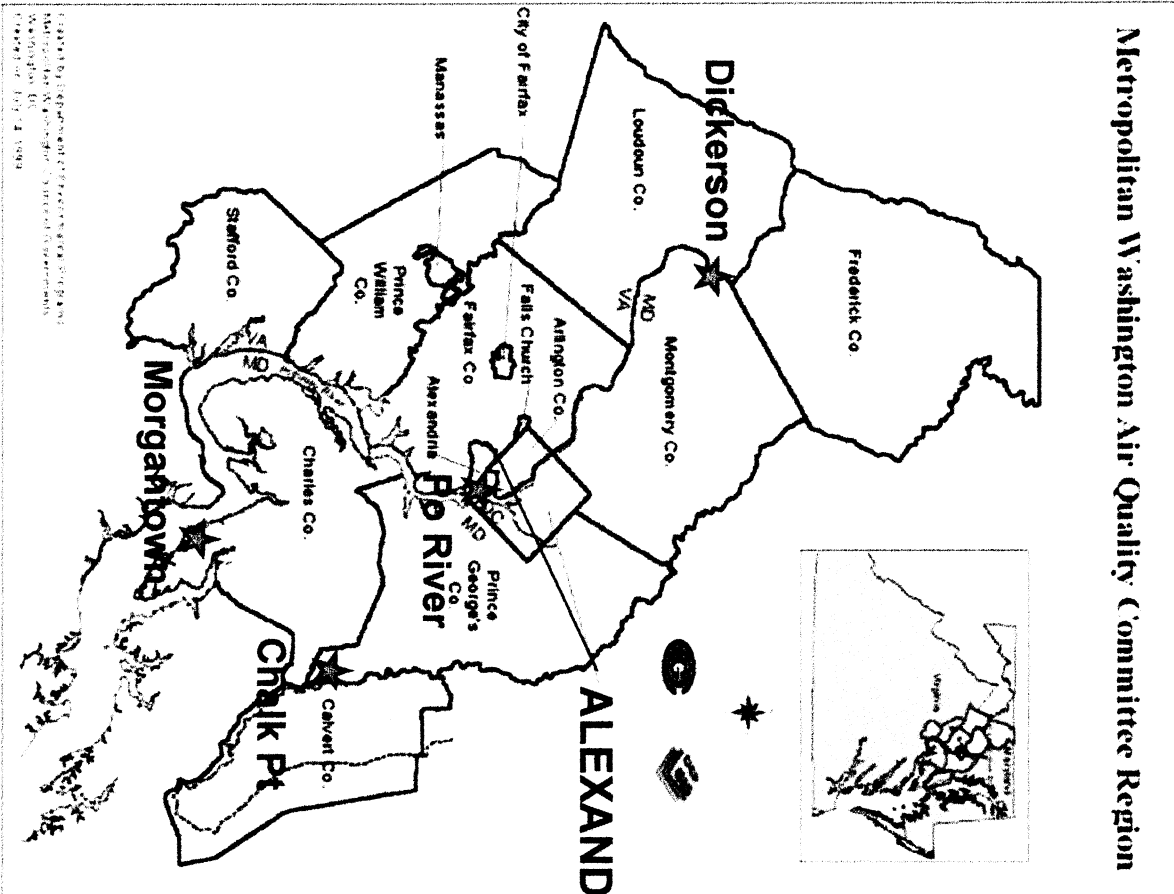 Metropolitan Washington Air Quality Committee Region
Frederick Co.
Dickerson
Loudoun Co.
MD
VA
Montgomery Co.
City of Fairfax
Manassas
Falls Church
Arlington Co.
Fairfax Co
Alexandria
Prince
William
Co.
Stafford Co.
VA
MD
DC
MD
Po River
Prince
George's
Co.
Charles Co.
Morgantown
Chalk Pt
Calvert Co.
ALEXAND
Virginia